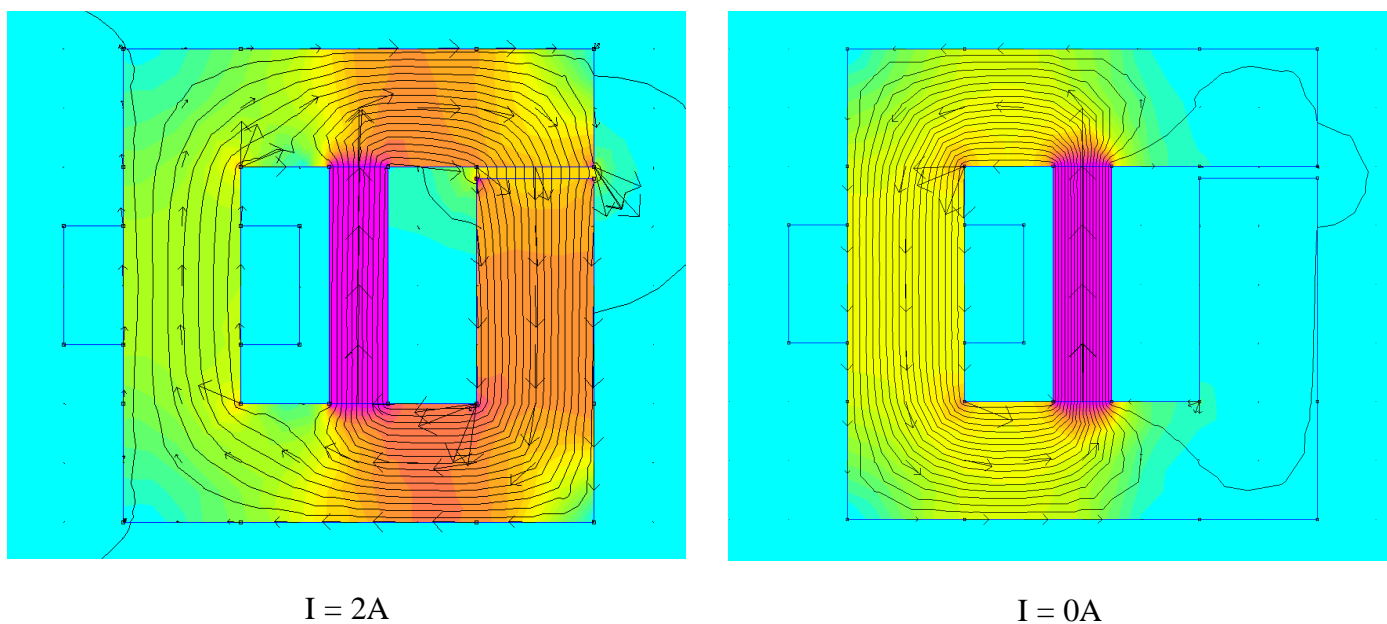 I = 2A
I = 0A